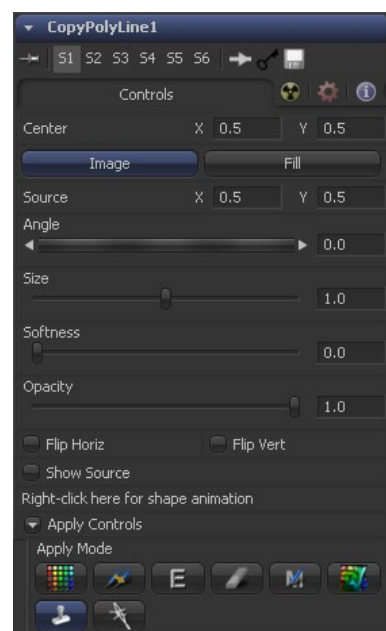 CopyPolyLine1
S1 S2 S3 S4 S5 S6
Controls
Center X 0.5 Y 0.5
Image Fill
Source X 0.5 Y 0.5
Angle
0.0
Size
1.0
Softness
0.0
Opacity
1.0
Flip Horiz Flip Vert
Show Source
Right-click here for shape animation
Apply Controls
Apply Mode
E M